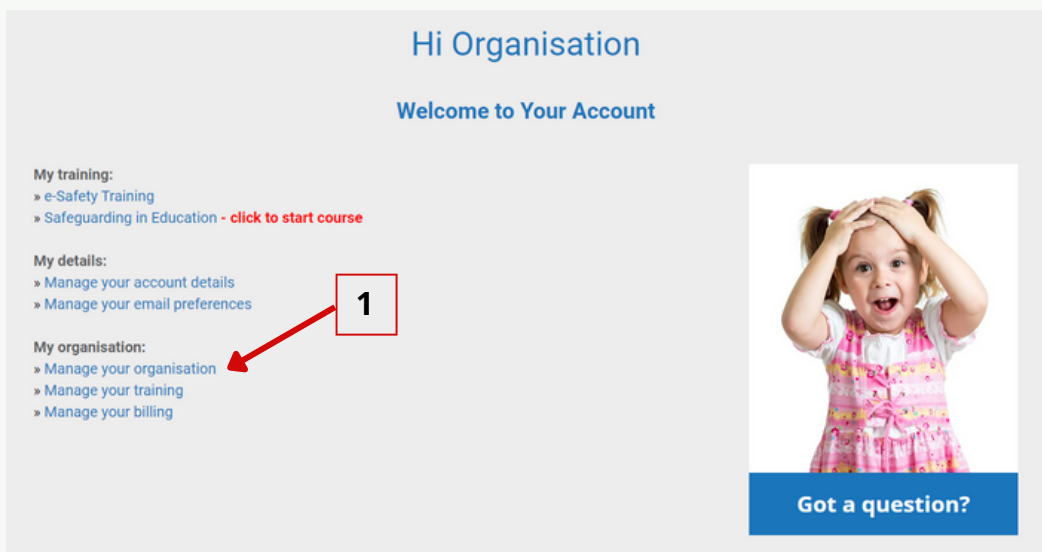 Hi Organisation
Welcome to Your Account
My training:
» e-Safety Training
» Safeguarding in Education - click to start course
My details:
» Manage your account details
» Manage your email preferences
1
My organisation:
» Manage your organisation
» Manage your training
» Manage your billing
Got a question?